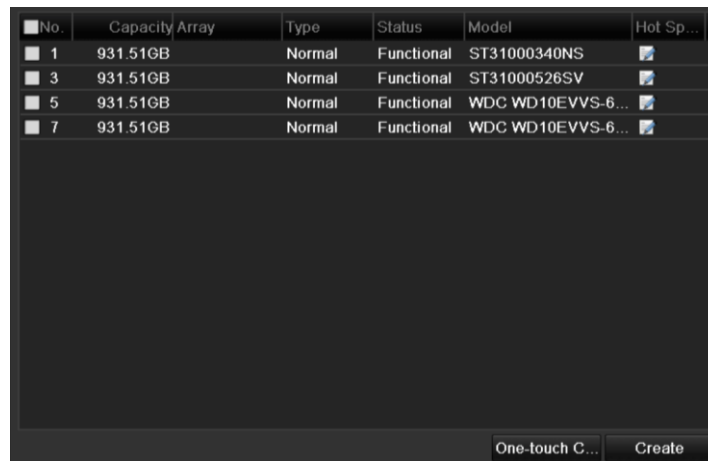 No. Capacity Array Type Status Model Hot Sp...
1 931.51GB Normal Functional ST31000340NS
3 931.51GB Normal Functional ST31000526SV
5 931.51GB Normal Functional WDC WD10EVVS-6...
7 931.51GB Normal Functional WDC WD10EVVS-6...
One-touch C... Create